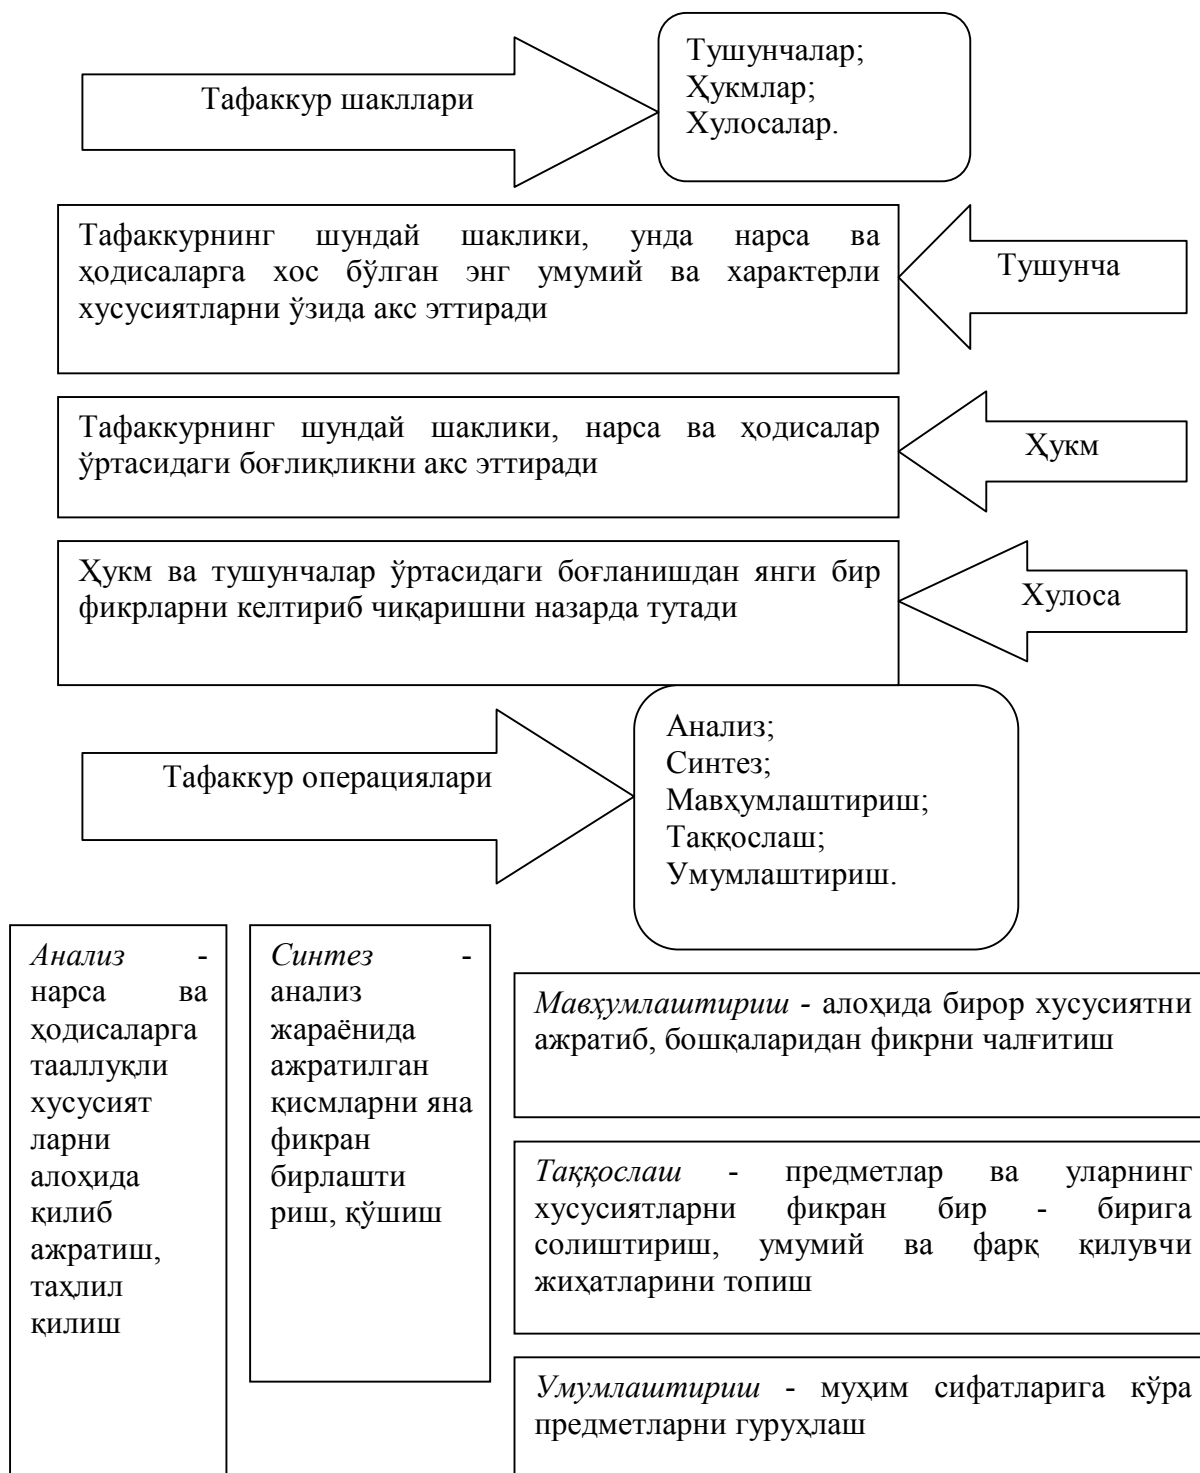 Тафаккур шакллари
Тушунчалар;
Ҳукмлар;
Хулосалар.
Тафаккурнинг шундай шаклики, унда нарса ва
ҳодисаларга хос бўлган энг умумий ва характерли
хусусиятларни ўзида акс эттиради
Тушунча
Тафаккурнинг шундай шаклики, нарса ва ҳодисалар
ўртасидаги боғлиқликни акс эттиради
Ҳукм
Ҳукм ва тушунчалар ўртасидаги боғланишдан янги бир
фикрларни келтириб чиқаришни назарда тутади
Хулоса
Тафаккур операциялари
Анализ;
Синтез;
Мавҳумлаштириш;
Таққослаш;
Умумлаштириш.
Анализ -
нарса ва
ҳодисаларга
тааллуқли
хусусият
ларни
алоҳида
қилиб
ажратиш,
таҳлил
қилиш
Синтез -
анализ
жараёнида
ажратилган
қисмларни яна
фикран
бирлашти
риш, қўшиш
Мавҳумлаштириш - алоҳида бирор хусусиятни
ажратиб, бошқаларидан фикрни чалғитиш
Таққослаш - предметлар ва уларнинг
хусусиятларни фикран бир - бирига
солиштириш, умумий ва фарқ қилувчи
жиҳатларини топиш
Умумлаштириш - муҳим сифатларига кўра
предметларни гуруҳлаш